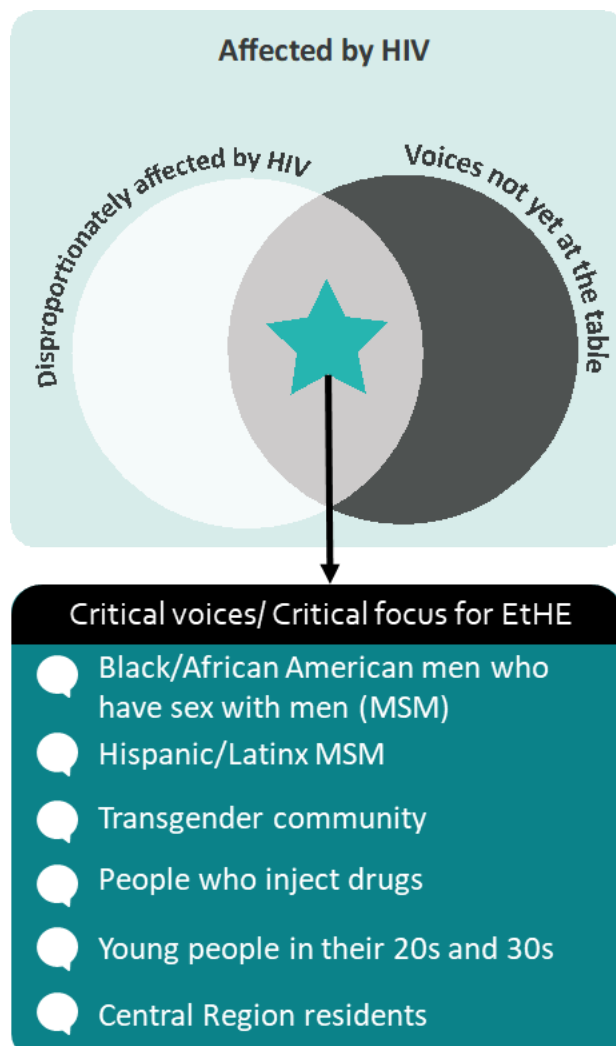 Affected by HIV
Disproportionately affected by HIV
Voices not yet at the table
Critical voices/ Critical focus for EtHE
Black/African American men who
have sex with men (MSM)
Hispanic/Latinx MSM
Transgender community
People who inject drugs
Young people in their 20s and 30s
Central Region residents